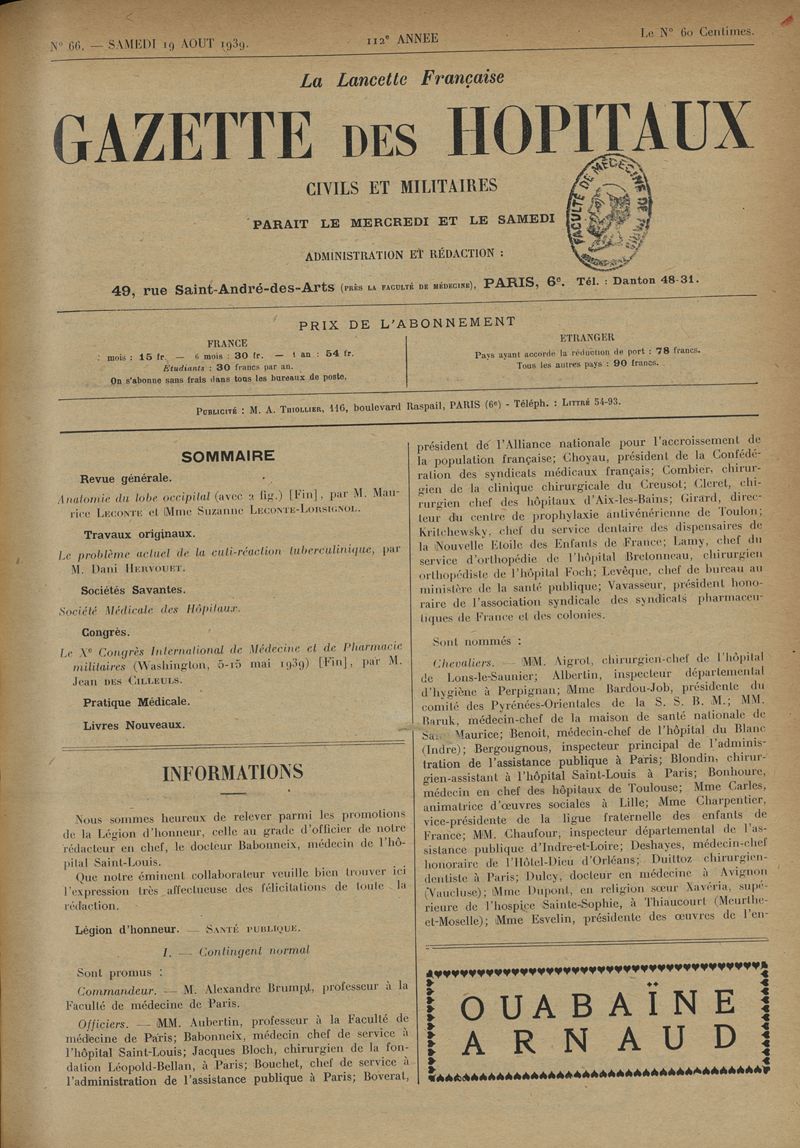 N° 66. — SAMEDI 19 AOUT 1939.
112e ANNEE
Le N° 60 Centimes.
La Lancette Française
GAZETTE DES HOPITAUX
CIVILS ET MILITAIRES
PARAIT LE MERCREDI ET LE SAMEDI
FACULTÉ DE MÉDECINE DE
ADMINISTRATION ET RÉDACTION :
49, rue Saint-André-des-Arts (PRÈS LA FACULTÉ DE MÉDECINE), PARIS, 6e. Tél. : Danton 48-31.
PRIX DE L'ABONNEMENT
FRANCE
mois : 15 fr. — 6 mois : 30 fr. — 1 an : 54 fr.
Étudiants : 30 francs par an.
On s'abonne sans frais dans tous les bureaux de poste.
ETRANGER
Pays ayant accordé la réduction de port : 78 francs.
Tous les autres pays : 90 francs.
PUBLICITÉ : M. A. THIOLLIER, 116, boulevard Raspail, PARIS (6e) - Téléph. : LITTRÉ 54-93.
SOMMAIRE
Revue générale.
Anatomie du lobe occipital (avec 2 fig.) [Fin], par M. Mau-
rice LECONTE et Mme Suzanne LECONTE-LORSIGNOL.
Travaux originaux.
Le problème actuel de la cuti-réaction tuberculinique, par
M. Dani HERVOUET.
Sociétés Savantes.
Société Médicale des Hôpitaux.
Congrès.
Le Xe Congrès International de Médecine et de Pharmacie
militaires (Washington, 5-15 mai 1939) [Fin], par M.
Jean DES CILLEULS.
Pratique Médicale.
Livres Nouveaux.
INFORMATIONS
Nous sommes heureux de relever parmi les promotions
de la Légion d'honneur, celle au grade d'officier de notre
rédacteur en chef, le docteur Babonneix, médecin de l'hô-
pital Saint-Louis.
Que notre éminent collaborateur veuille bien trouver ici
l'expression très affectueuse des félicitations de toute la
rédaction.
Légion d'honneur. — SANTÉ PUBLIQUE.
I. — Contingent normal
Sont promus :
Commandeur. — M. Alexandre Brumpt, professeur à la
Faculté de médecine de Paris.
Officiers. — MM. Aubertin, professeur à la Faculté de
médecine de Paris; Babonneix, médecin chef de service à
l'hôpital Saint-Louis; Jacques Bloch, chirurgien de la fon-
dation Léopold-Bellan, à Paris; Bouchet, chef de service à
l'administration de l'assistance publique à Paris; Boverat,
président de l'Alliance nationale pour l'accroissement de
la population française; Choyau, président de la Confédé-
ration des syndicats médicaux français; Combier, chirur-
gien de la clinique chirurgicale du Creusot; Cléret, chi-
rurgien chef des hôpitaux d'Aix-les-Bains; Girard, direc-
teur du centre de prophylaxie antivénérienne de Toulon;
Kritchewsky, chef du service dentaire des dispensaires de
la Nouvelle Etoile des Enfants de France; Lamy, chef du
service d'orthopédie de l'hôpital Bretonneau, chirurgien
orthopédiste de l'hôpital Foch; Levêque, chef de bureau au
ministère de la santé publique; Vavasseur, président hono-
raire de l'association syndicale des syndicats pharmaceu-
tiques de France et des colonies.
Sont nommés :
Chevaliers. — MM. Aigrot, chirurgien-chef de l'hôpital
de Lons-le-Saunier; Albertin, inspecteur départemental
d'hygiène à Perpignan; Mme Bardou-Job, présidente du
comité des Pyrénées-Orientales de la S. S. B. M.; MM.
Baruk, médecin-chef de la maison de santé nationale de
Sa Maurice; Benoit, médecin-chef de l'hôpital du Blanc
(Indre); Bergougnous, inspecteur principal de l'adminis-
tration de l'assistance publique à Paris; Blondin, chirur-
gien-assistant à l'hôpital Saint-Louis à Paris; Bonhoure,
médecin en chef des hôpitaux de Toulouse; Mme Carles,
animatrice d'œuvres sociales à Lille; Mme Charpentier,
vice-présidente de la ligue fraternelle des enfants de
France; MM. Chaufour, inspecteur départemental de l'as-
sistance publique d'Indre-et-Loire; Deshayes, médecin-chef
honoraire de l'Hôtel-Dieu d'Orléans; Duittoz chirurgien-
dentiste à Paris; Dulcy, docteur en médecine à Avignon
(Vaucluse); Mme Dupont, en religion sœur Xavéria, supé-
rieure de l'hospice Sainte-Sophie, à Thiaucourt (Meurthe-
et-Moselle); Mme Esvelin, présidente des œuvres de l'en-
OUABAÏNE
ARNAUD